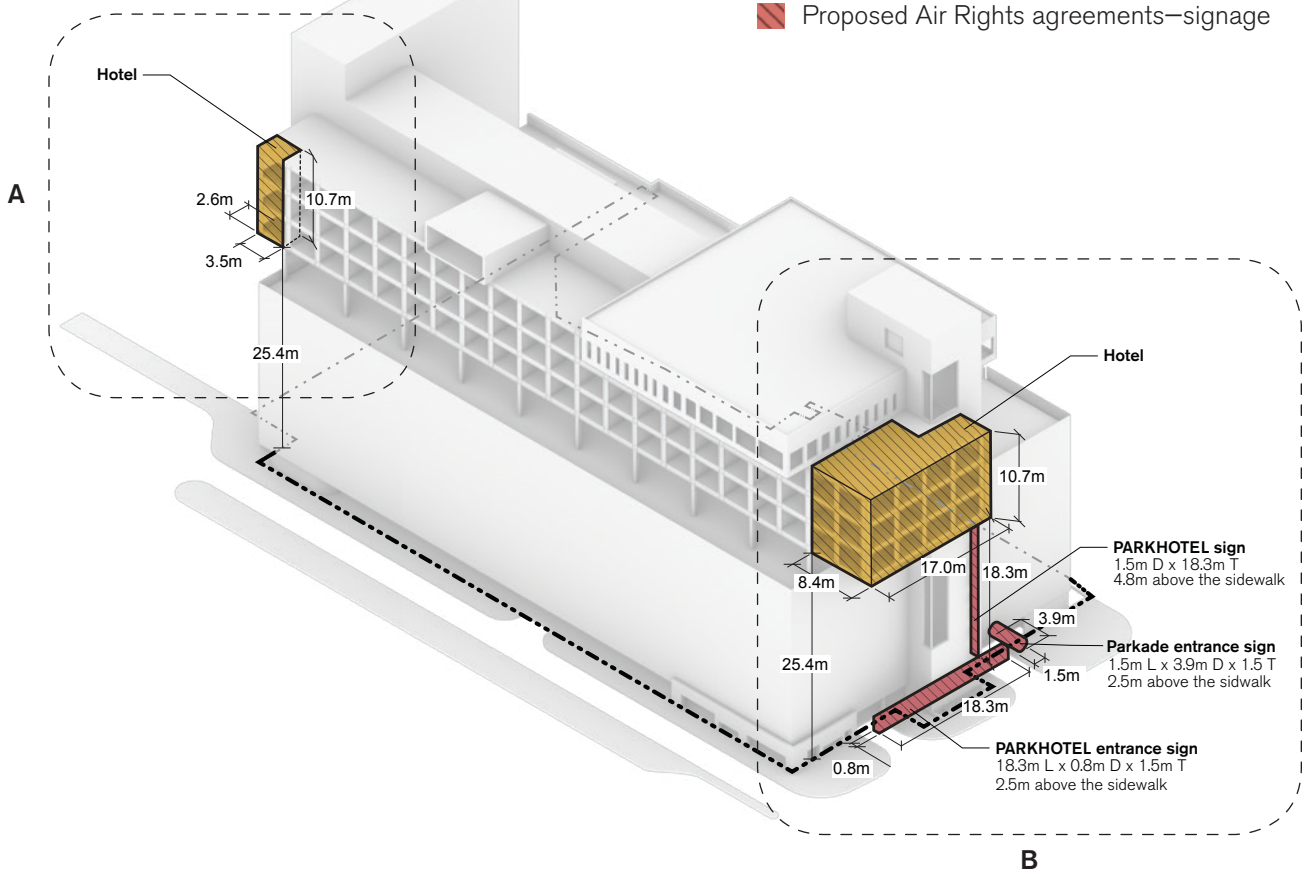 Proposed Air Rights agreements—signage
Hotel
A
2.6m
10.7m
3.5m
25.4m
Hotel
10.7m
8.4m
17.0m
18.3m
PARKHOTEL sign
1.5m D x 18.3m T
4.8m above the sidewalk
3.9m
Parkade entrance sign
1.5m L x 3.9m D x 1.5 T
2.5m above the sidwalk
1.5m
25.4m
18.3m
0.8m
PARKHOTEL entrance sign
18.3m L x 0.8m D x 1.5m T
2.5m above the sidewalk
B